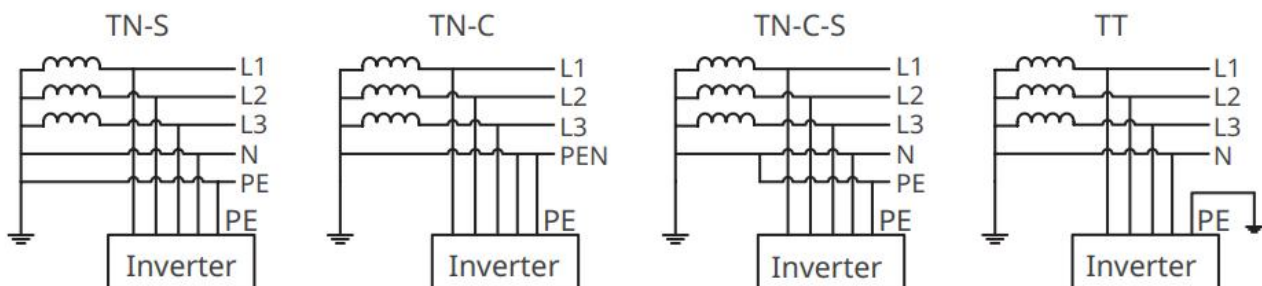 TN-S
L1
L2
L3
N
PE
PE
Inverter
TN-C
L1
L2
L3
PEN
PE
Inverter
TN-C-S
L1
L2
L3
N
PE
PE
Inverter
TT
L1
L2
L3
N
PE
Inverter